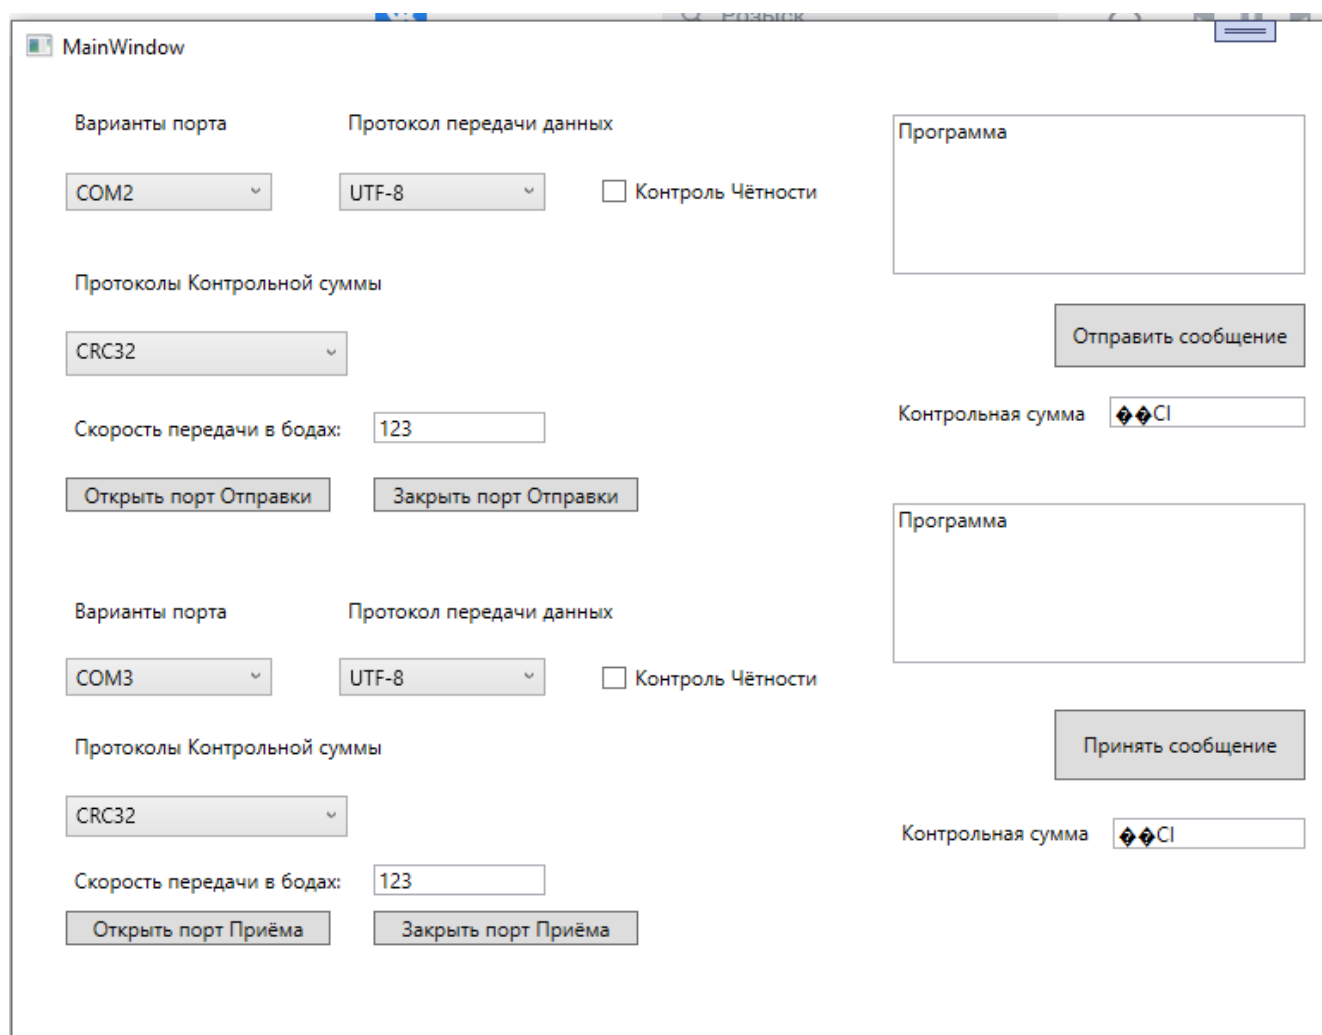 MainWindow
Варианты порта
Протокол передачи данных
COM2
UTF-8
Контроль Чётности
Протоколы Контрольной суммы
CRC32
Скорость передачи в бодах:
123
Открыть порт Отправки
Закрыть порт Отправки
Программа
Отправить сообщение
Контрольная сумма
��CI
Варианты порта
Протокол передачи данных
COM3
UTF-8
Контроль Чётности
Протоколы Контрольной суммы
CRC32
Скорость передачи в бодах:
123
Открыть порт Приёма
Закрыть порт Приёма
Программа
Принять сообщение
Контрольная сумма
��CI